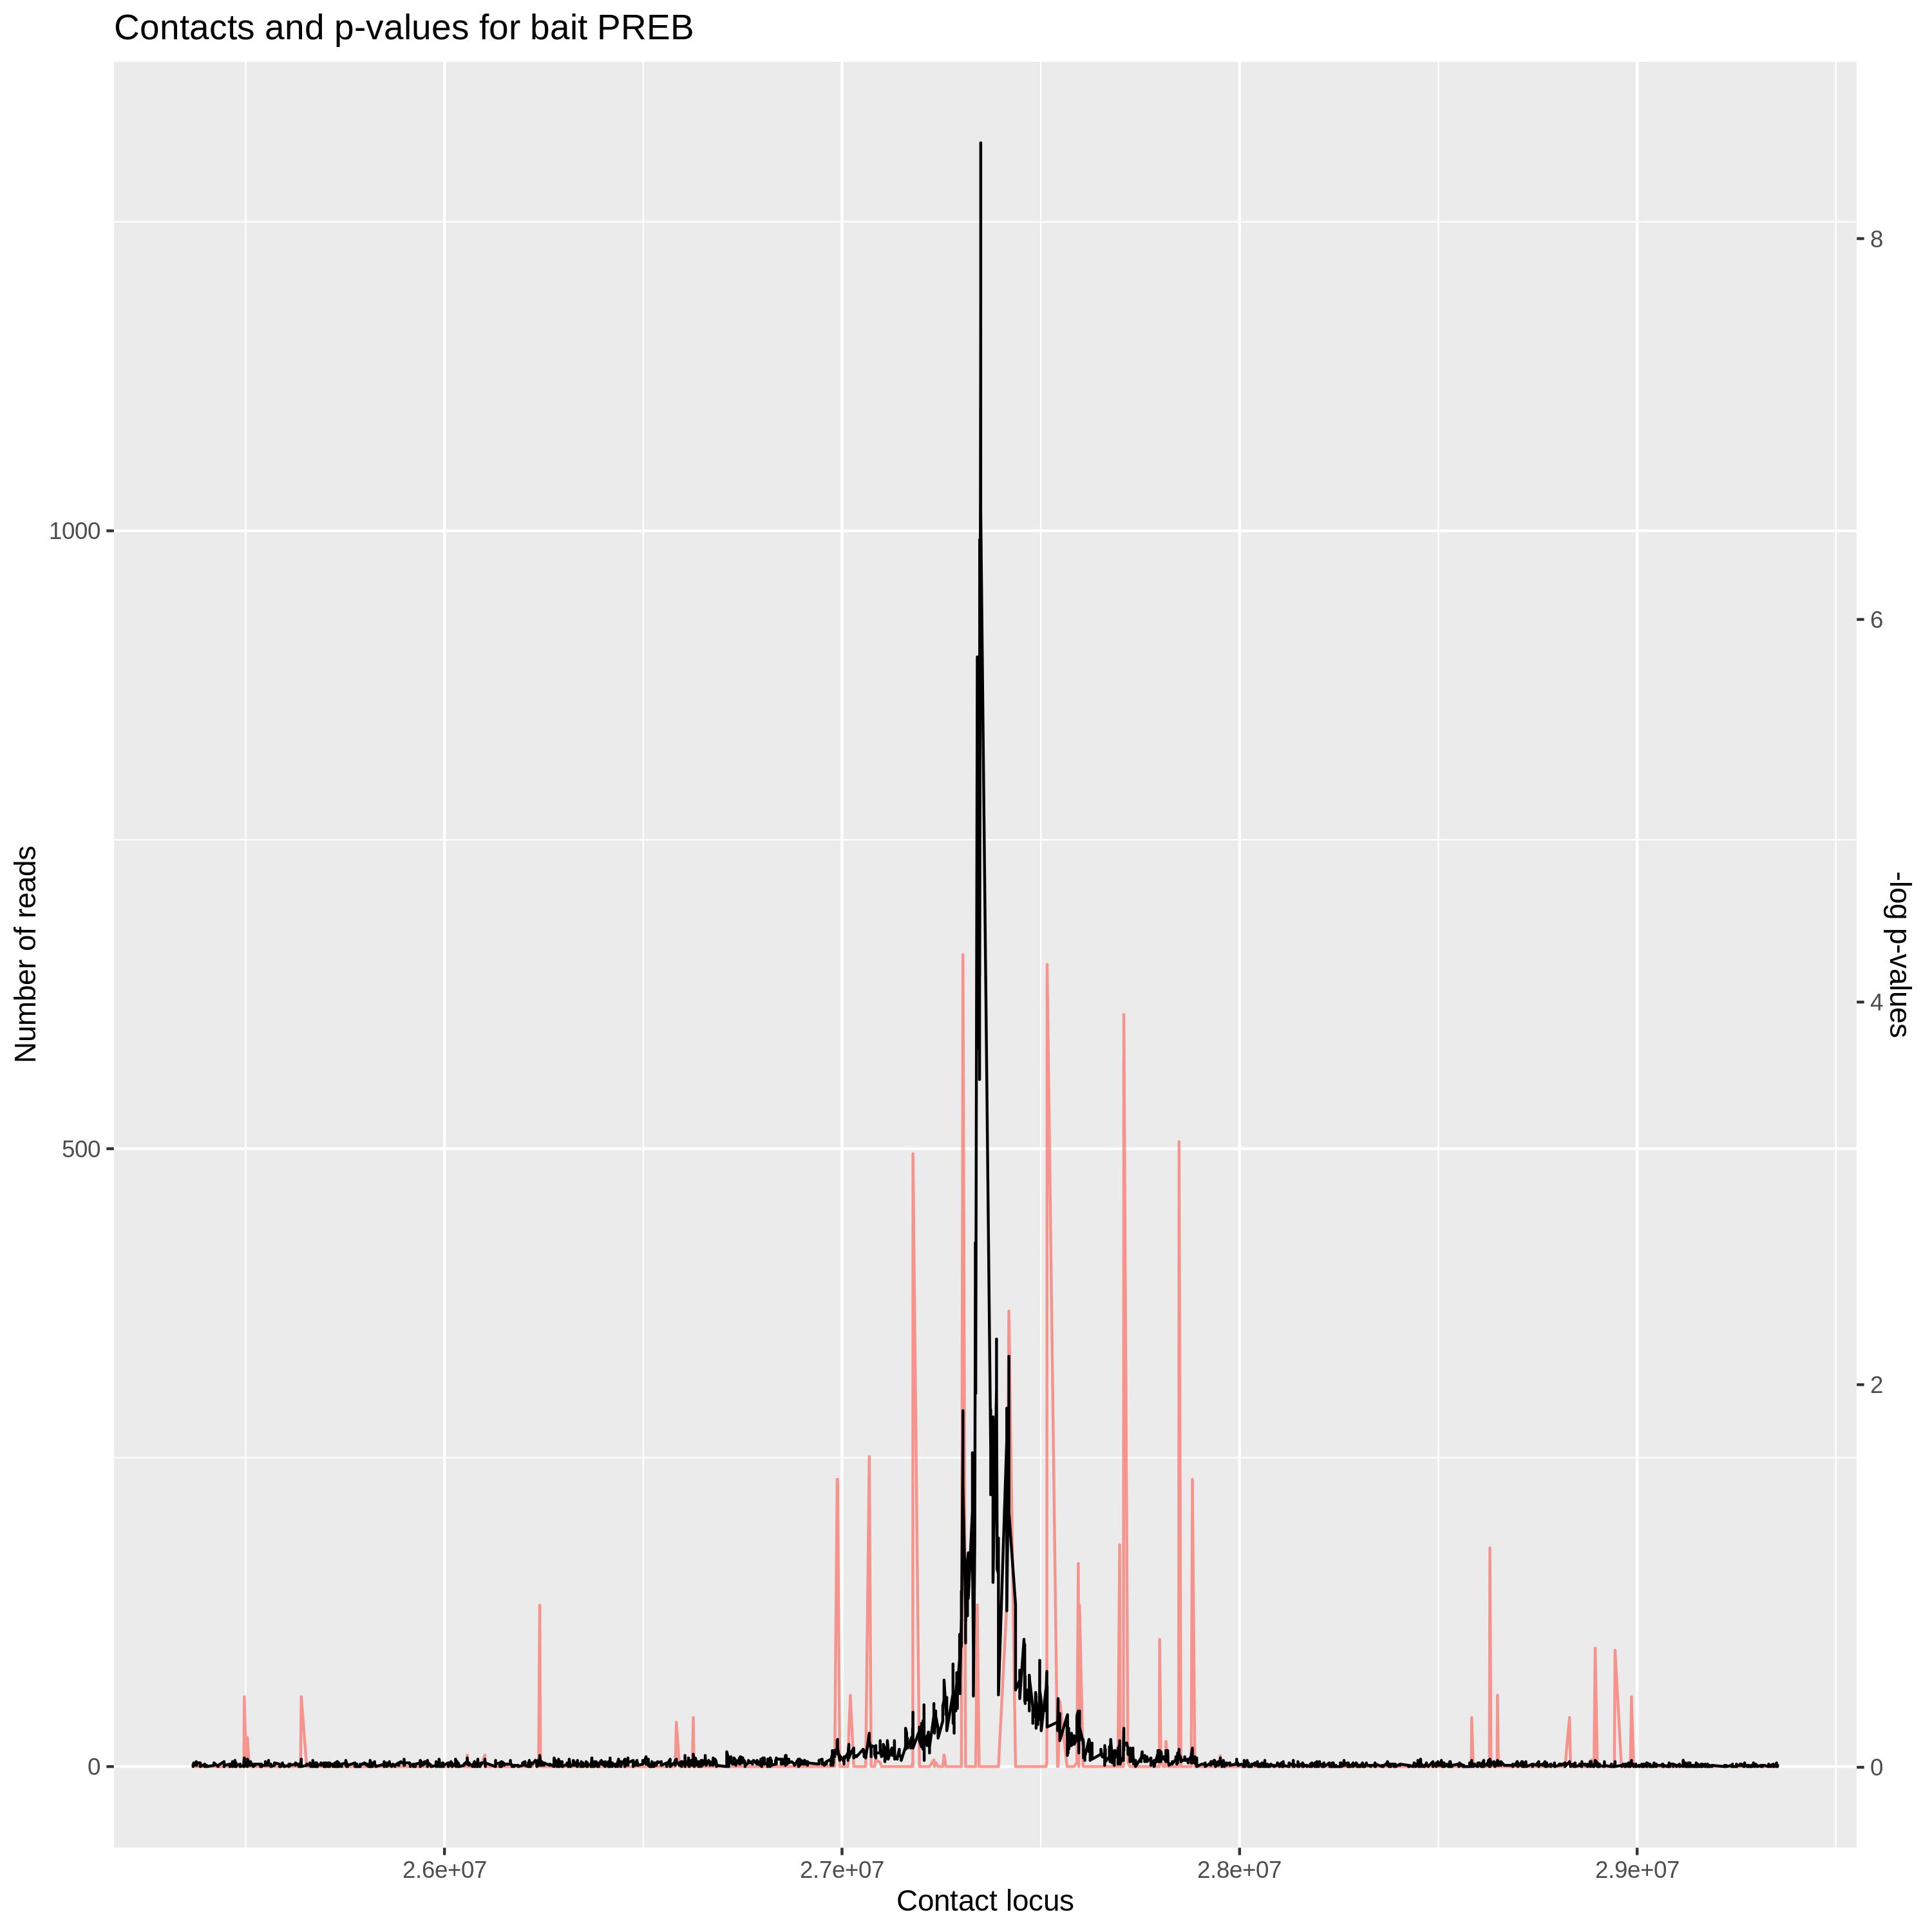 Contacts and p-values for bait PREB
Number of reads
1000
500
0
8
6
4
2
0
-log p-values
2.6e+07
2.7e+07
2.8e+07
2.9e+07
Contact locus